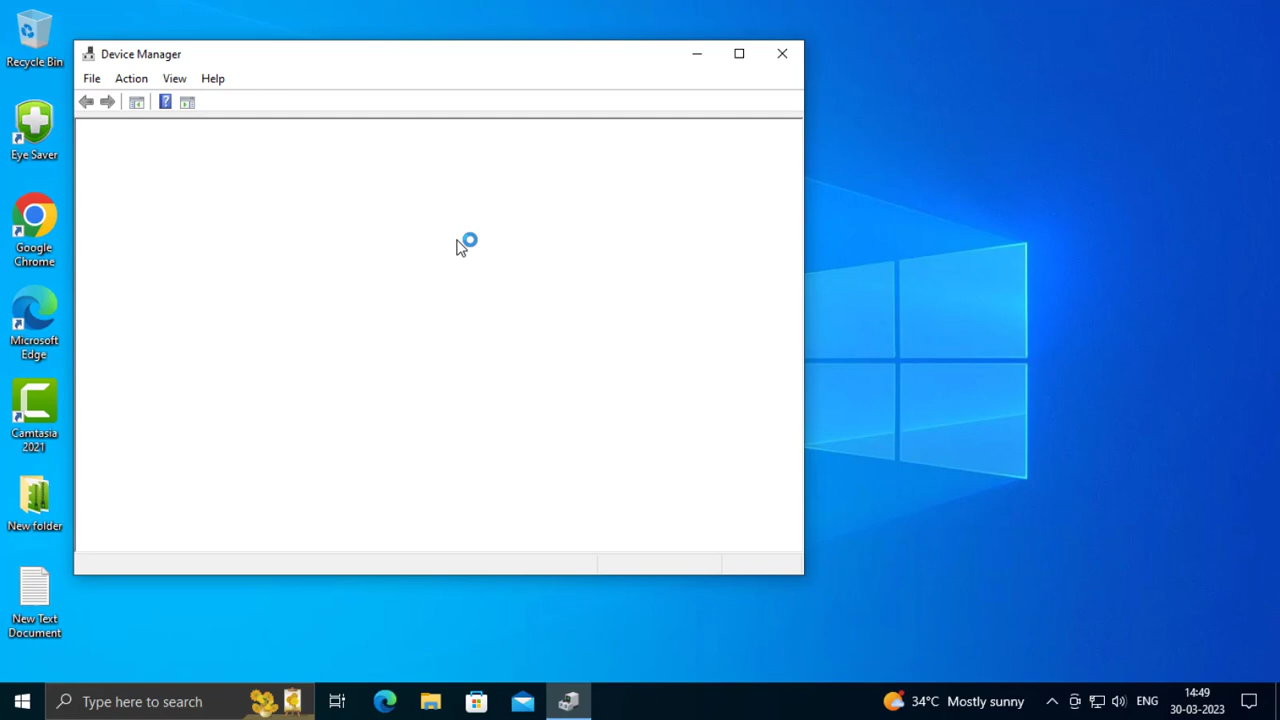 Recycle Bin
Eye Saver
Google
Chrome
Microsoft
Edge
Camtasia
2021
New folder
New Text
Document
Device Manager
File Action View Help
Type here to search
34°C Mostly sunny
ENG
14:49
30-03-2023